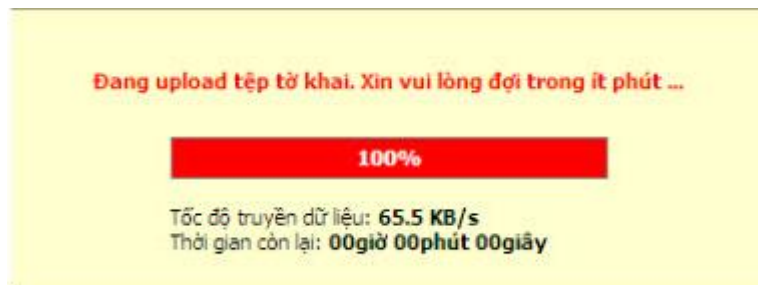 Đang upload tệp tờ khai. Xin vui lòng đợi trong ít phút ...
100%
Tốc độ truyền dữ liệu: 65.5 KB/s
Thời gian còn lại: 00giờ 00phút 00giây